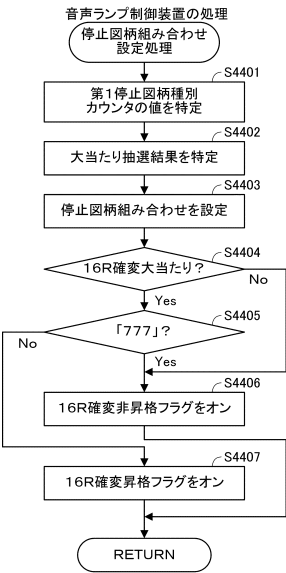 音声ランプ制御装置の処理
停止図柄組み合わせ
設定処理
S4401
第1停止図柄種別
カウンタの値を特定
S4402
大当たり抽選結果を特定
S4403
停止図柄組み合わせを設定
S4404
16R確変大当たり?
No
Yes
S4405
「777」?
No
Yes
S4406
16R確変非昇格フラグをオン
S4407
16R確変昇格フラグをオン
RETURN